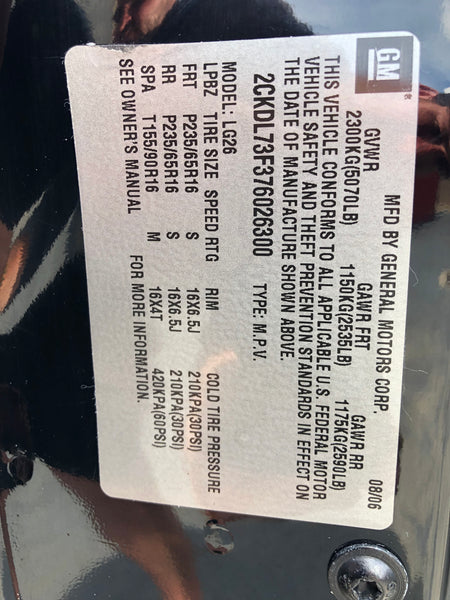 GM
MFD BY GENERAL MOTORS CORP. 08/06
GVWR GAWR FRT GAWR RR
2300KG(5070LB) 1150KG(2535LB) 1175KG(2590LB)
THIS VEHICLE CONFORMS TO ALL APPLICABLE U.S. FEDERAL MOTOR
VEHICLE SAFETY AND THEFT PREVENTION STANDARDS IN EFFECT ON
THE DATE OF MANUFACTURE SHOWN ABOVE.
2CKDL73F376026300 TYPE: M.P.V.
MODEL: LG26
LPBZ TIRE SIZE SPEED RTG RIM COLD TIRE PRESSURE
FRT P235/65R16 S 16X6.5J 210KPA(30PSI)
RR P235/65R16 S 16X6.5J 210KPA(30PSI)
SPA T155/90R16 M 16X4T 420KPA(60PSI)
SEE OWNER'S MANUAL FOR MORE INFORMATION.